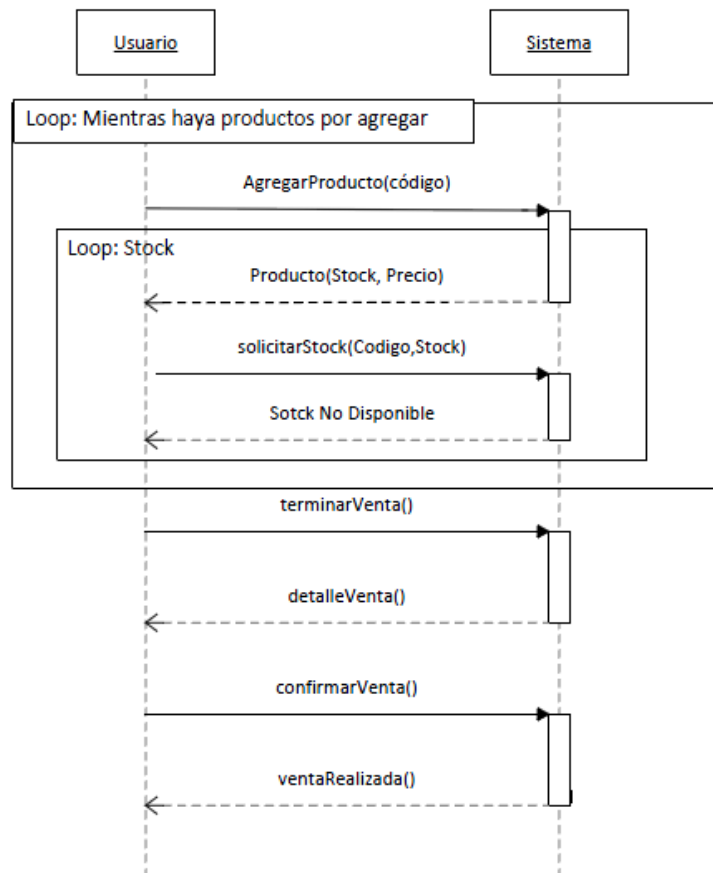 Usuario
Sistema
Loop: Mientras haya productos por agregar
AgregarProducto(código)
Loop: Stock
Producto(Stock, Precio)
solicitarStock(Codigo,Stock)
Sotck No Disponible
terminarVenta()
detalleVenta()
confirmarVenta()
ventaRealizada()